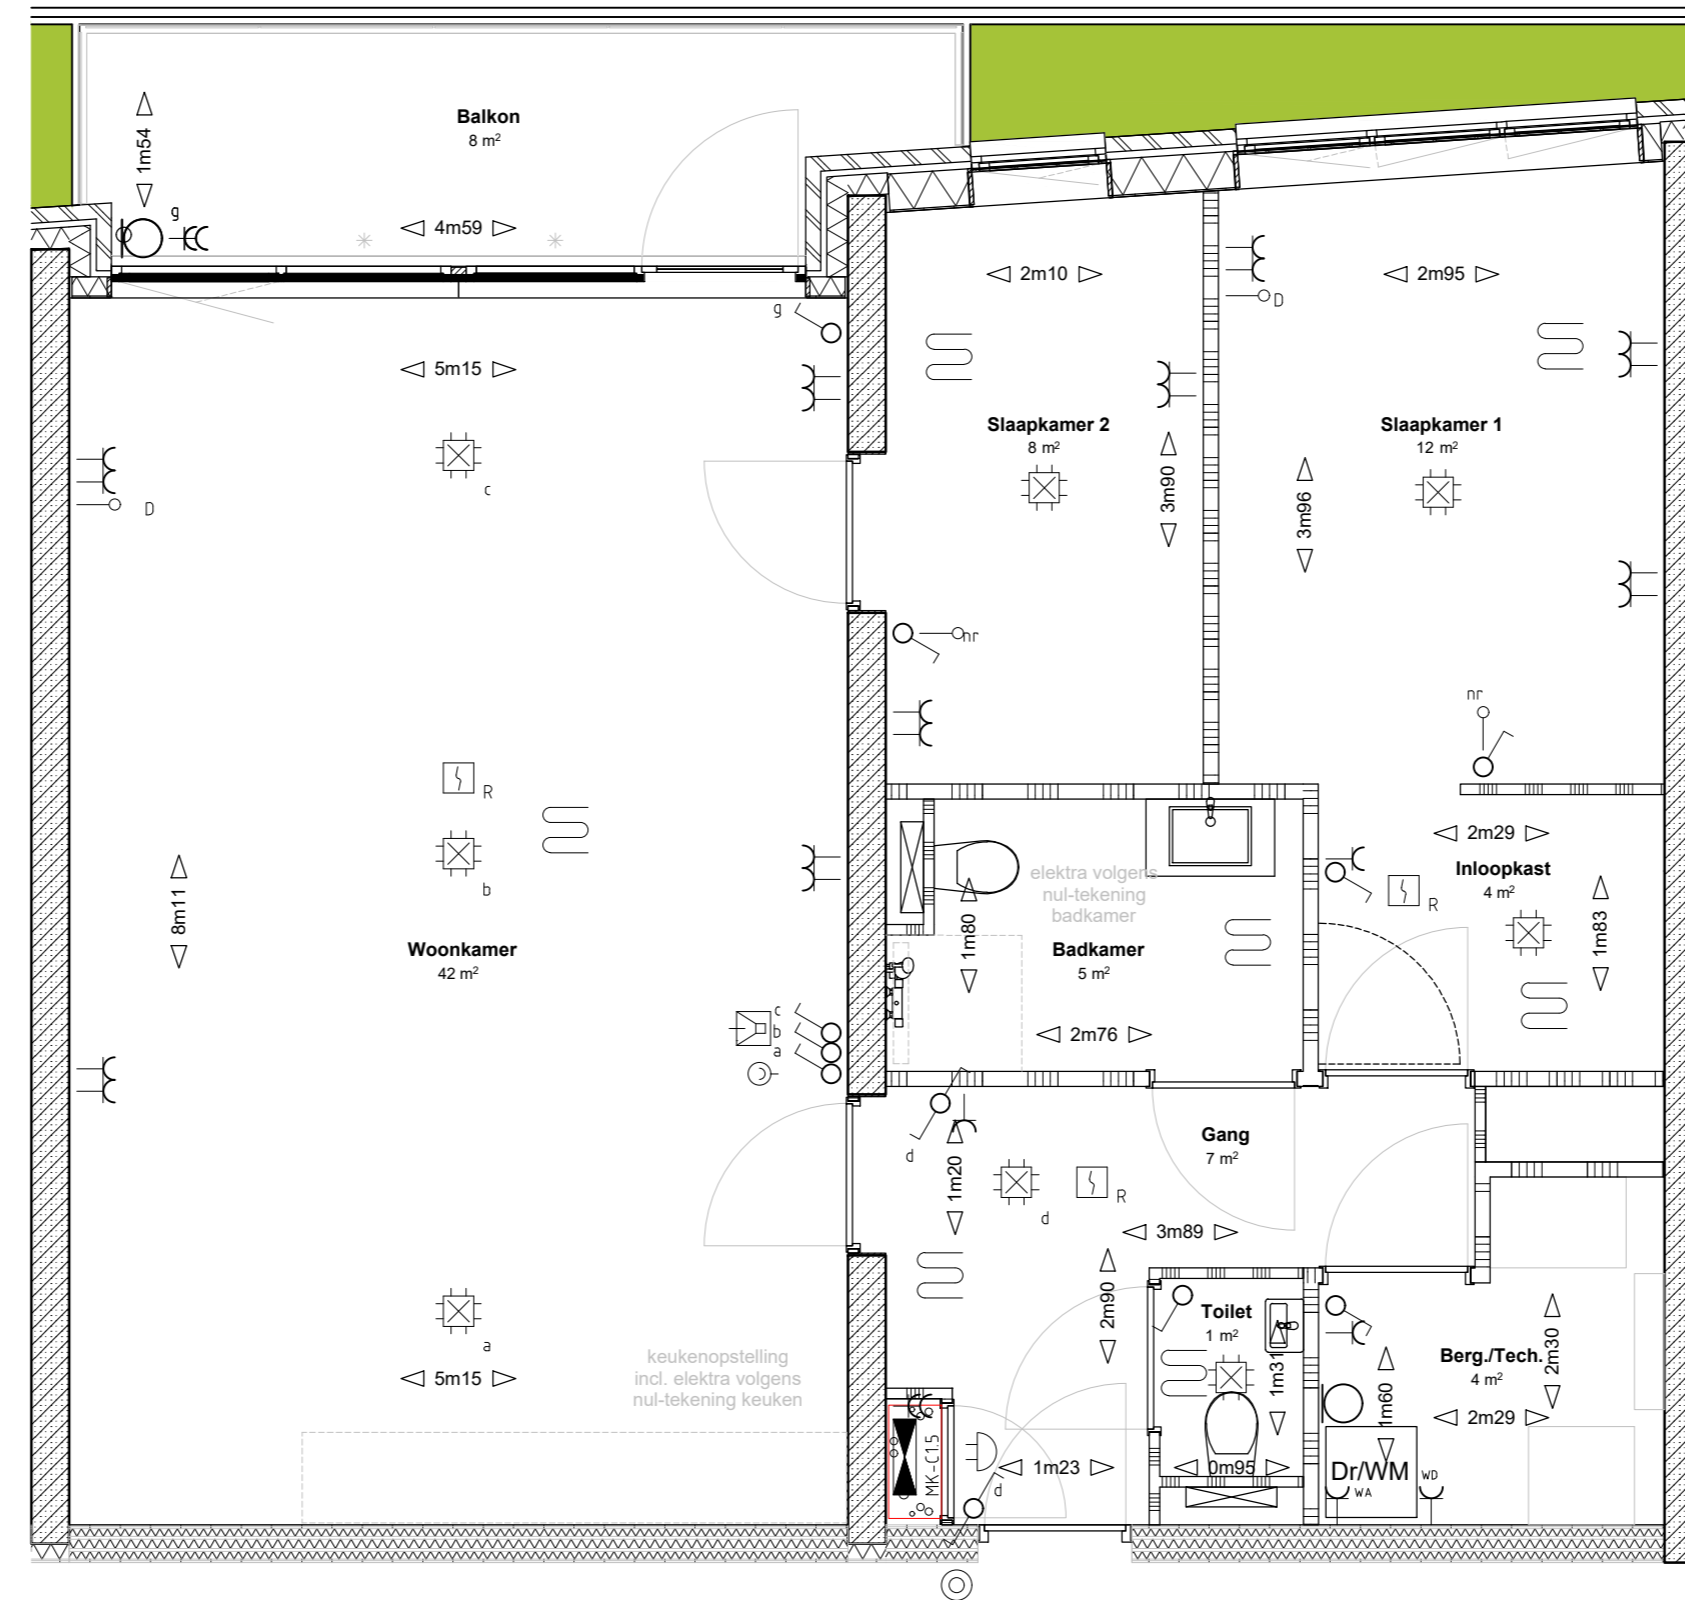 Balkon
8 m²
1m54
g
4m59
2m10
2m95
D
g
5m15
Slaapkamer 2
8 m²
Slaapkamer 1
12 m²
c
3m90
3m96
D
nr
nr
R
b
8m11
2m29
Inloopkast
4 m²
R
1m83
elektra volgens
nul-tekening
badkamer
1m80
Woonkamer
42 m²
Badkamer
5 m²
c
b
a
2m76
d
Gang
7 m²
1m20
R
d
3m89
2m90
Toilet
1 m²
1m31
Berg./Tech.
4 m²
2m30
a
keukenopstelling
incl. elektra volgens
nul-tekening keuken
5m15
1m60
2m29
MK-C1.5
1m23
0m95
d
Dr/WM
WA
WD